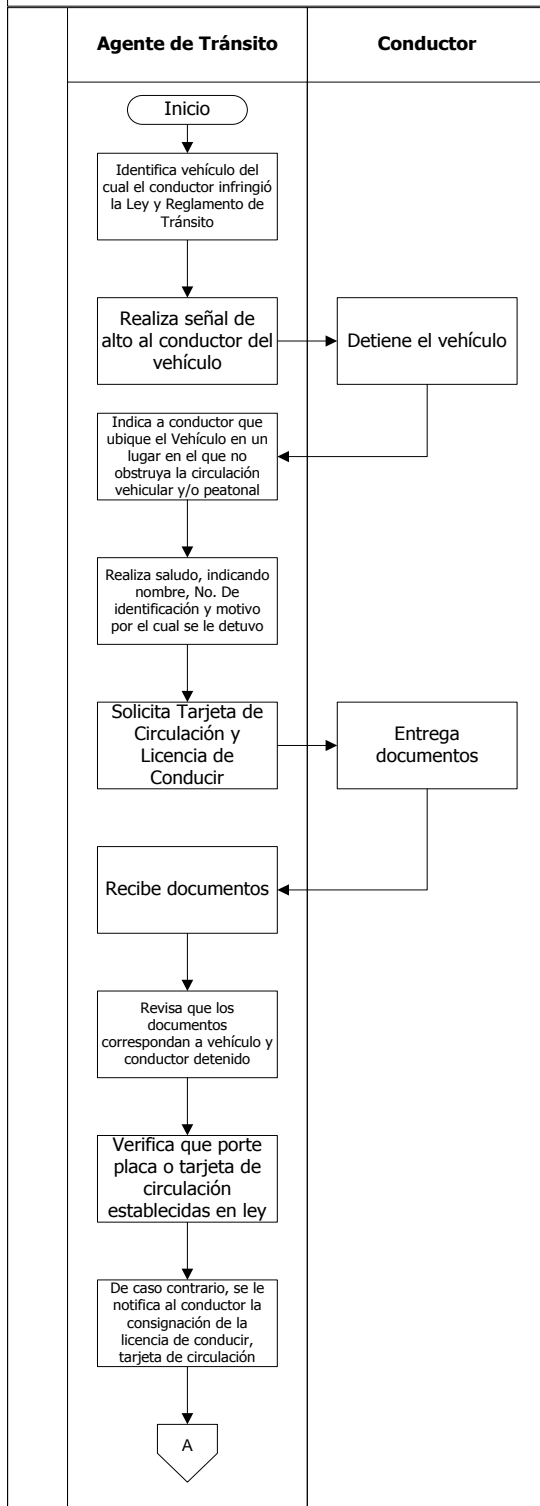 Agente de Tránsito
Conductor
Inicio
Identifica vehículo del
cual el conductor infringió
la Ley y Reglamento de
Tránsito
Realiza señal de
alto al conductor del
vehículo
Detiene el vehículo
Indica a conductor que
ubique el Vehículo en un
lugar en el que no
obstruya la circulación
vehicular y/o peatonal
Realiza saludo, indicando
nombre, No. De
identificación y motivo
por el cual se le detuvo
Solicita Tarjeta de
Circulación y
Licencia de
Conducir
Entrega
documentos
Recibe documentos
Revisa que los
documentos
correspondan a vehículo y
conductor detenido
Verifica que porte
placa o tarjeta de
circulación
establecidas en ley
De caso contrario, se le
notifica al conductor la
consignación de la
licencia de conducir,
tarjeta de circulación
A